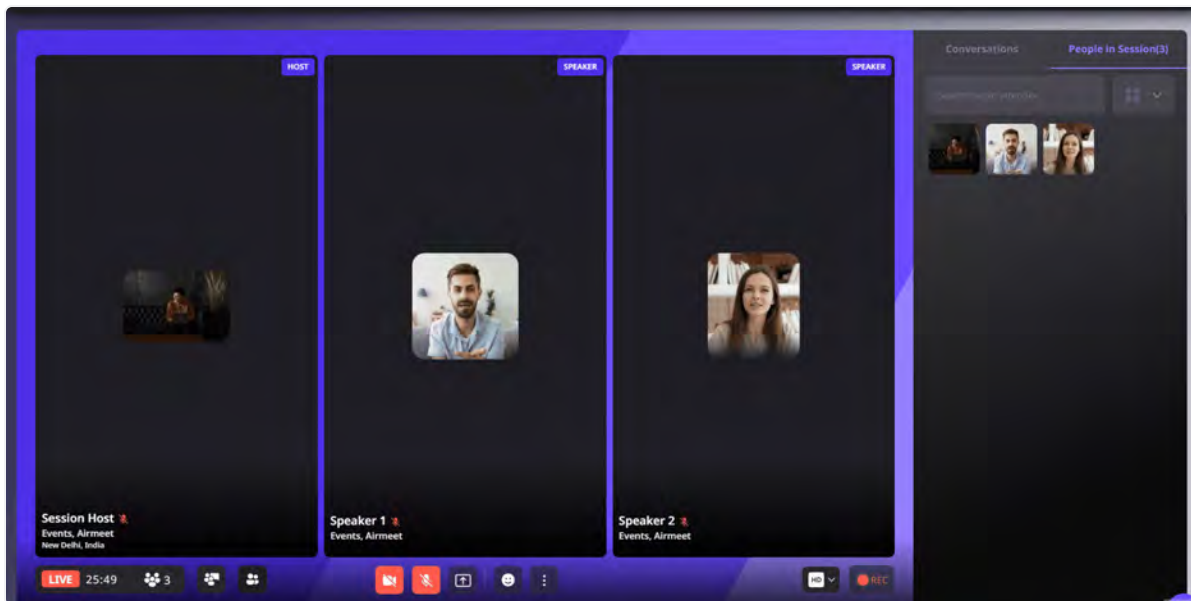 HOST
SPEAKER
SPEAKER
Conversations
People in Session(3)
Session Host
Events, Airmeet
New Delhi, India
Speaker 1
Events, Airmeet
Speaker 2
Events, Airmeet
LIVE 25:49 3
HD
REC